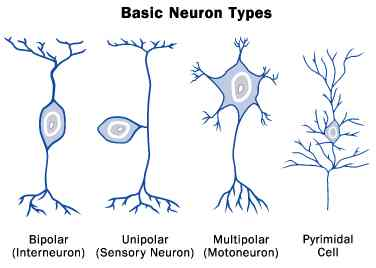 Basic Neuron Types
Bipolar
(Interneuron)
Unipolar
(Sensory Neuron)
Multipolar
(Motoneuron)
Pyrimidal
Cell